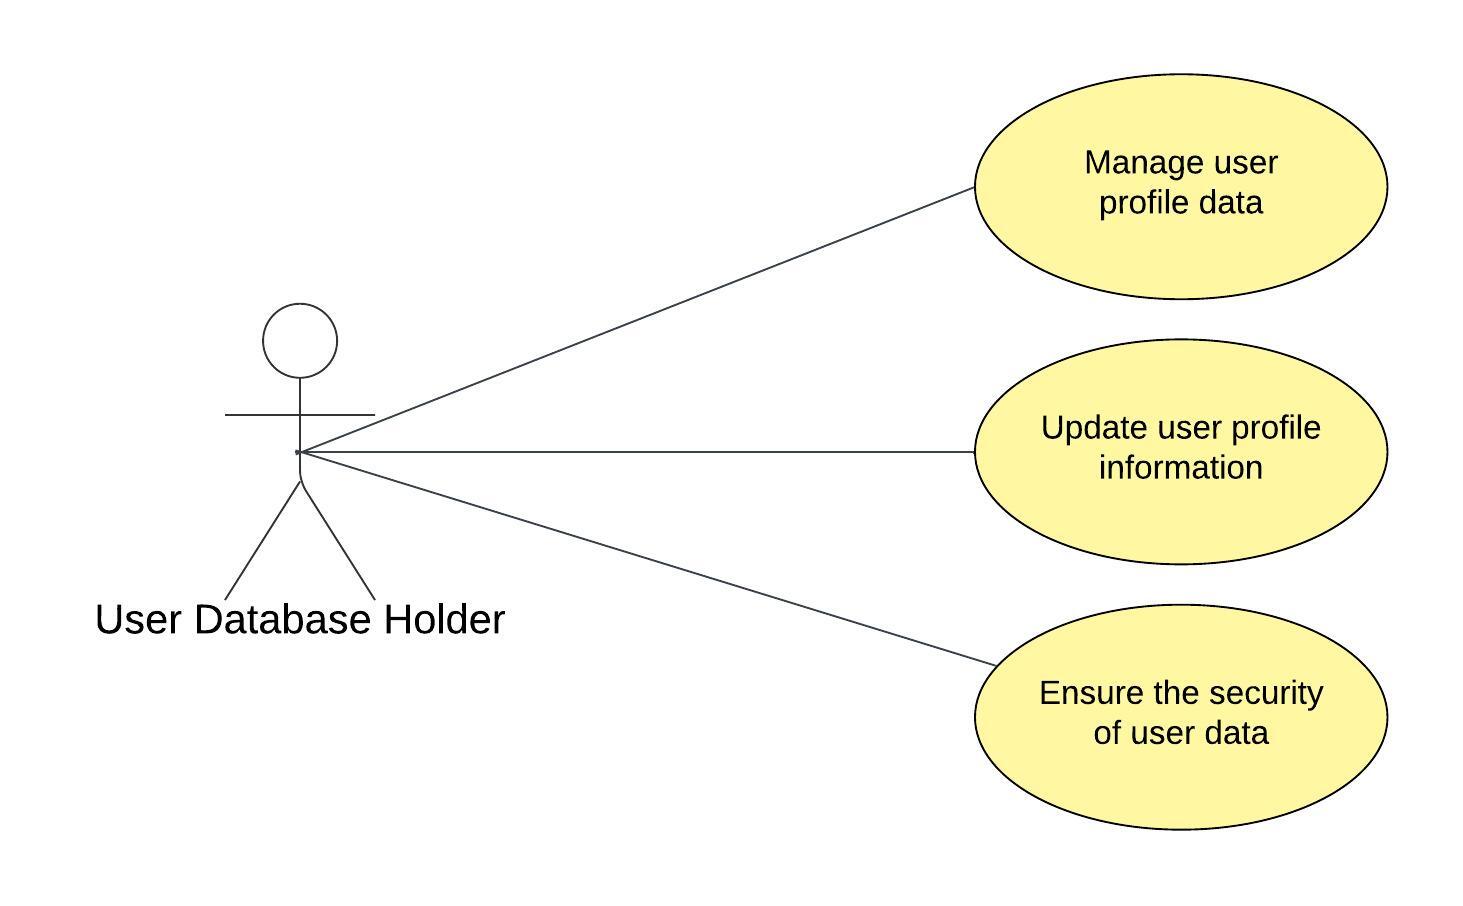 Manage user
profile data
Update user profile
information
User Database Holder
Ensure the security
of user data